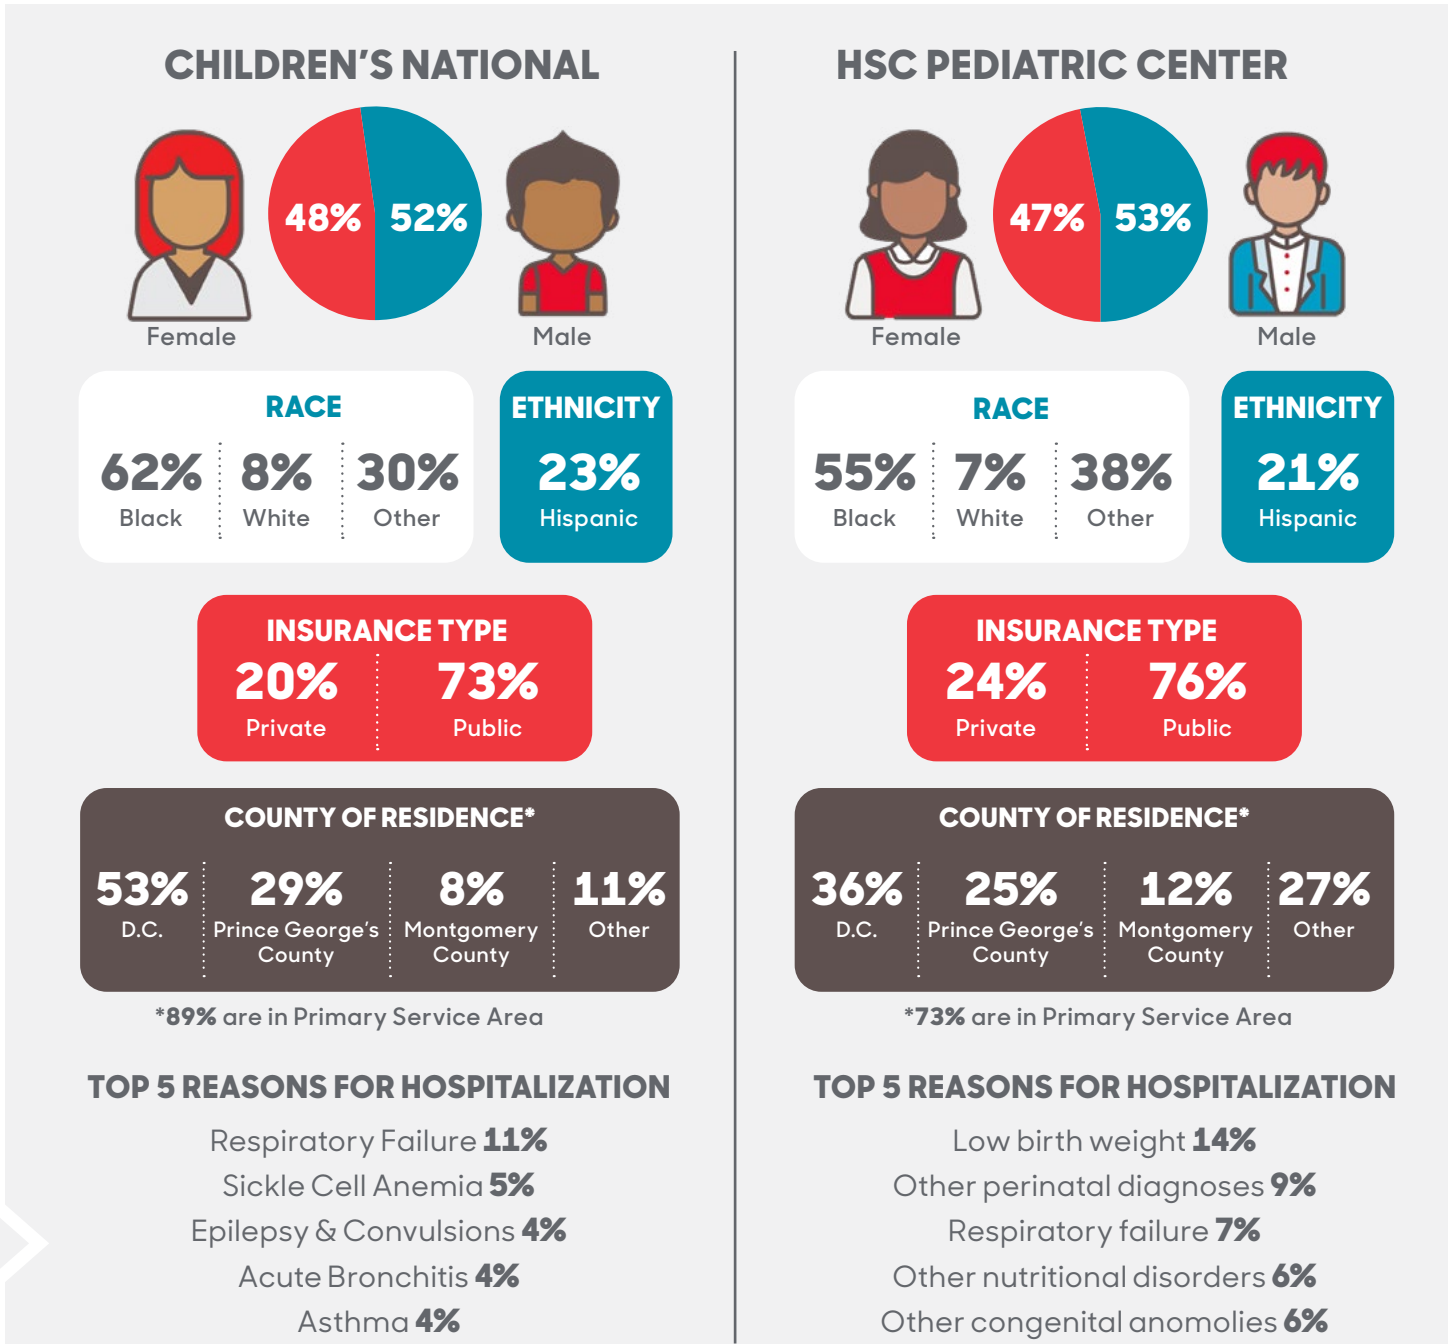 CHILDREN'S NATIONAL
48% 52%
Female
Male
RACE
62% 8% 30%
Black White Other
ETHNICITY
23%
Hispanic
INSURANCE TYPE
20% 73%
Private Public
COUNTY OF RESIDENCE*
53% 29% 8% 11%
D.C. Prince George's Montgomery Other
County County
*89% are in Primary Service Area
TOP 5 REASONS FOR HOSPITALIZATION
Respiratory Failure 11%
Sickle Cell Anemia 5%
Epilepsy & Convulsions 4%
Acute Bronchitis 4%
Asthma 4%
HSC PEDIATRIC CENTER
47% 53%
Female
Male
RACE
55% 7% 38%
Black White Other
ETHNICITY
21%
Hispanic
INSURANCE TYPE
24% 76%
Private Public
COUNTY OF RESIDENCE*
36% 25% 12% 27%
D.C. Prince George's Montgomery Other
County County
*73% are in Primary Service Area
TOP 5 REASONS FOR HOSPITALIZATION
Low birth weight 14%
Other perinatal diagnoses 9%
Respiratory failure 7%
Other nutritional disorders 6%
Other congenital anomolies 6%